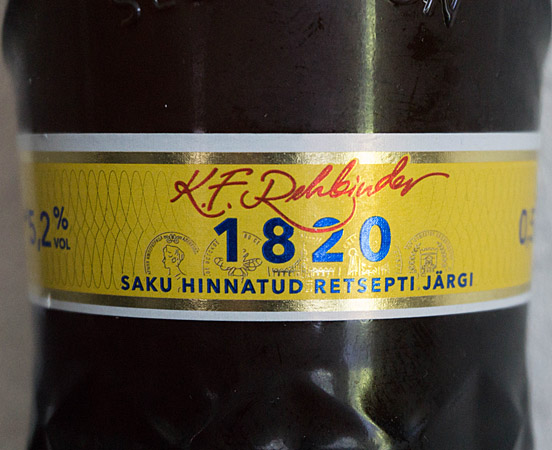 K.F. Rehbinder
1820
5,2% VOL
SAKU HINNATUD RETSEPTI JÄRGI